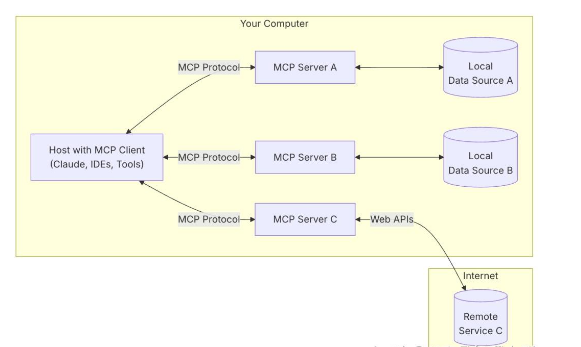 Your Computer
MCP Protocol
MCP Server A
Local
Data Source A
Host with MCP Client
(Claude, IDEs, Tools)
MCP Protocol
MCP Server B
Local
Data Source B
MCP Protocol
MCP Server C
Web APIs
Internet
Remote
Service C